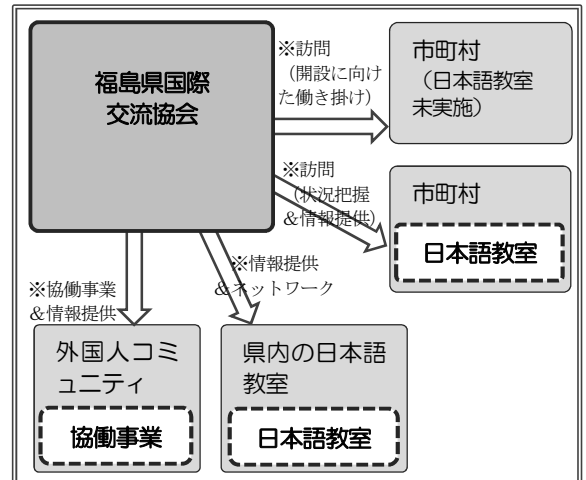 福島県国際
交流協会
※訪問
（開設に向け
た働き掛け）
市町村
（日本語教室
未実施）
※訪問
（状況把握
＆情報提供）
市町村
日本語教室
※情報提供
＆ネットワーク
※協働事業
＆情報提供
外国人コミ
ュニティ
協働事業
県内の日本語
教室
日本語教室